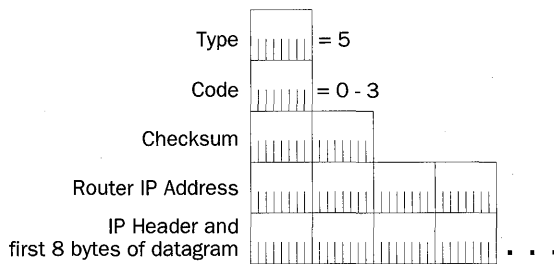 Type = 5
Code = 0 - 3
Checksum
Router IP Address
IP Header and
first 8 bytes of datagram . . .